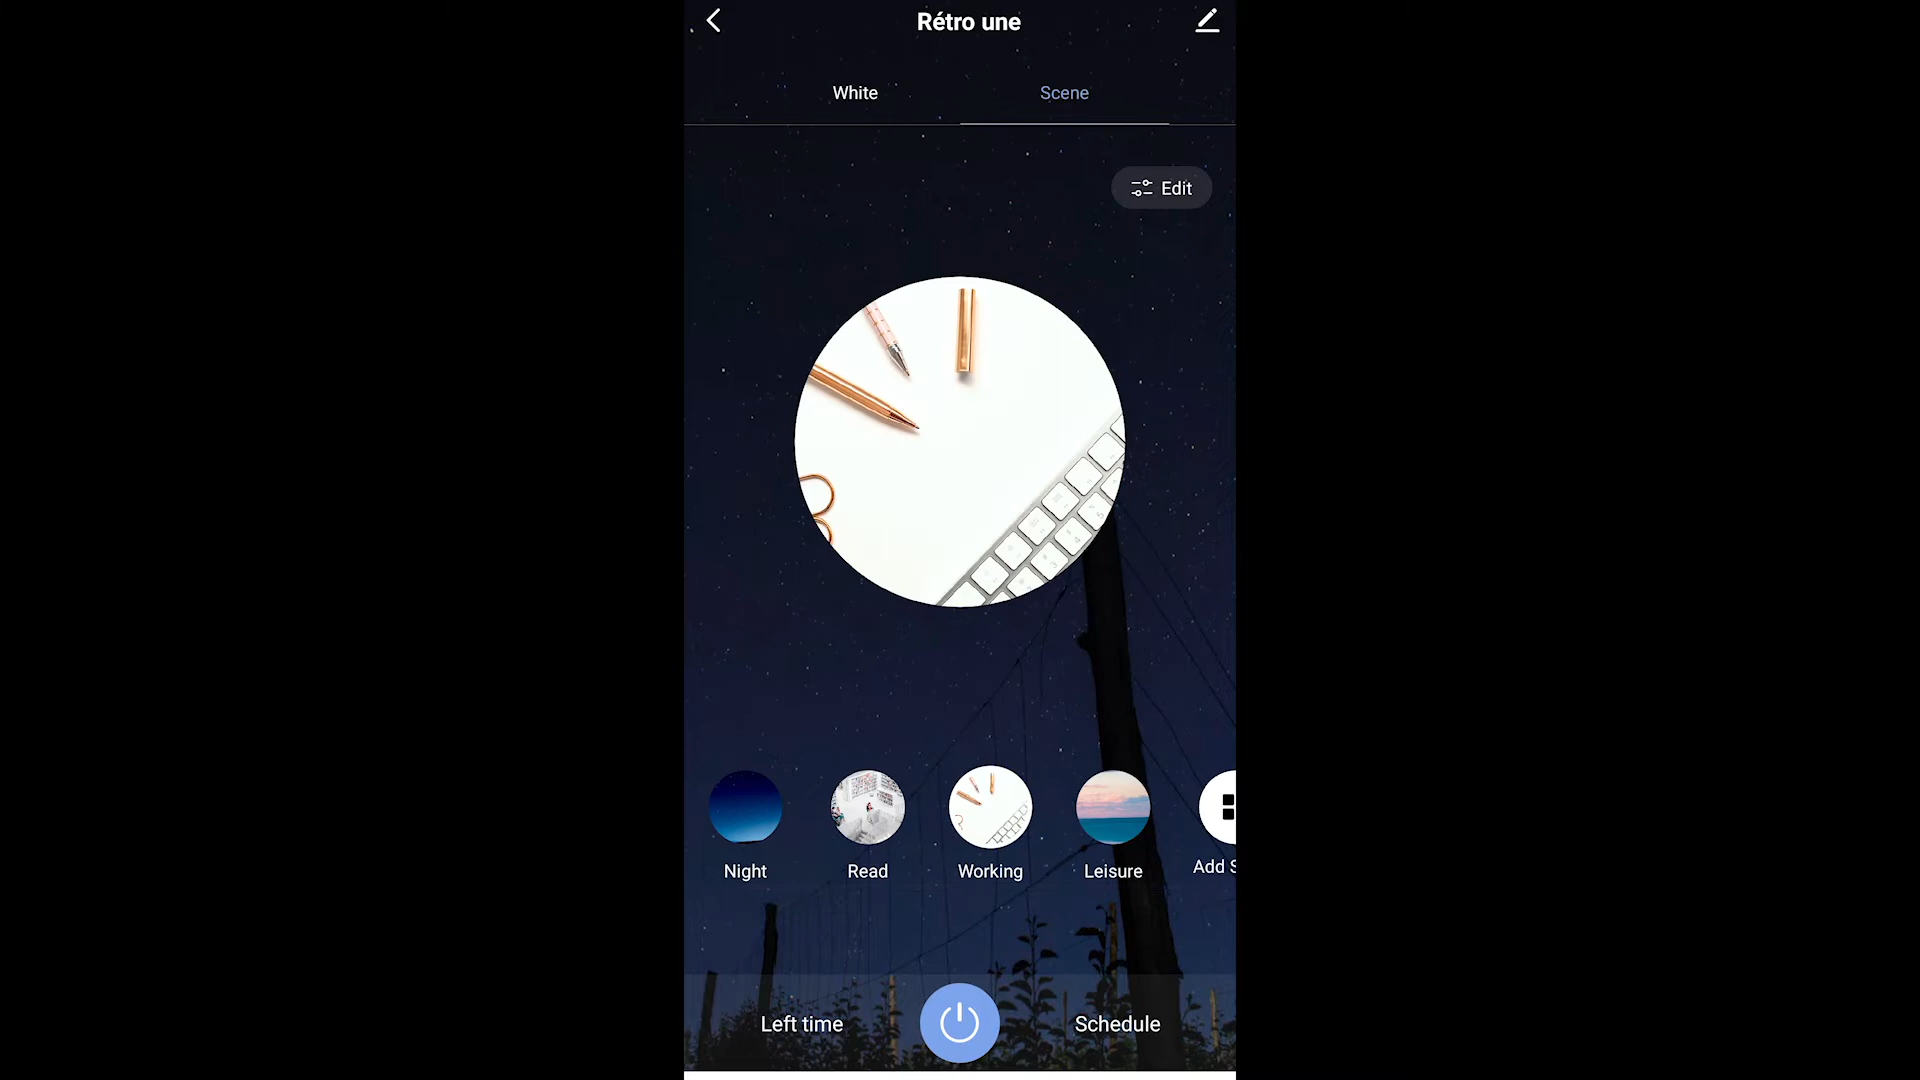 Rétro une
White
Scene
Edit
Night
Read
Working
Leisure
Add S
Left time
Schedule